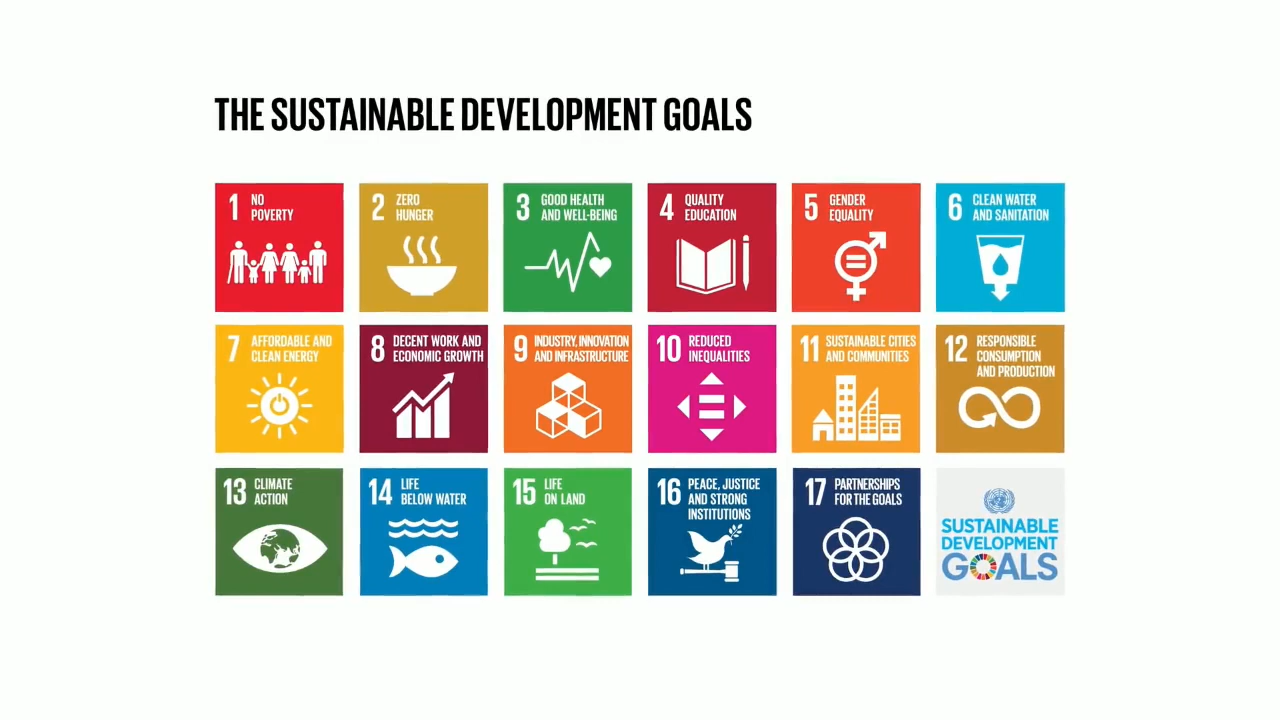 THE SUSTAINABLE DEVELOPMENT GOALS
1 NO
POVERTY
2 ZERO
HUNGER
3 GOOD HEALTH
AND WELL-BEING
4 QUALITY
EDUCATION
5 GENDER
EQUALITY
6 CLEAN WATER
AND SANITATION
7 AFFORDABLE AND
CLEAN ENERGY
8 DECENT WORK AND
ECONOMIC GROWTH
9 INDUSTRY, INNOVATION
AND INFRASTRUCTURE
10 REDUCED
INEQUALITIES
11 SUSTAINABLE CITIES
AND COMMUNITIES
12 RESPONSIBLE
CONSUMPTION
AND PRODUCTION
13 CLIMATE
ACTION
14 LIFE
BELOW WATER
15 LIFE
ON LAND
16 PEACE, JUSTICE
AND STRONG
INSTITUTIONS
17 PARTNERSHIPS
FOR THE GOALS
SUSTAINABLE
DEVELOPMENT
GOALS